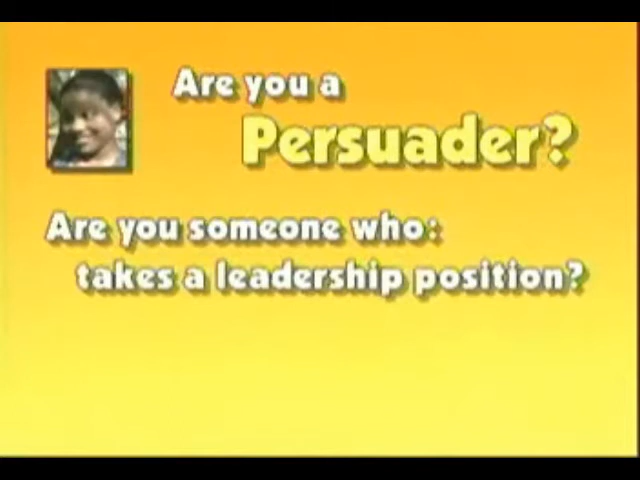 Are you a
Persuader?
Are you someone who:
takes a leadership position?